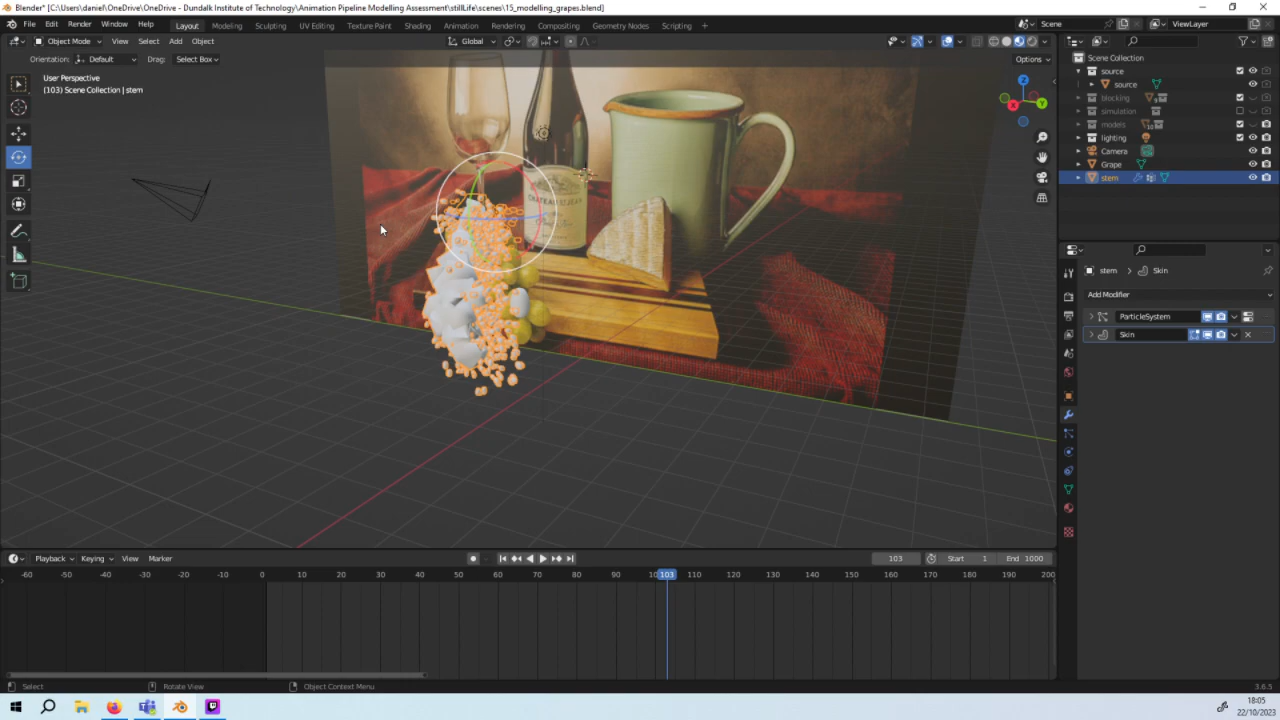 Blender* [C:\Users\daniel\OneDrive\OneDrive - Dundalk Institute of Technology\Animation Pipeline Modelling Assessment\stillLife\scenes\15_modelling_grapes.blend]
File Edit Render Window Help Layout Modeling Sculpting UV Editing Texture Paint Shading Animation Rendering Compositing Geometry Nodes Scripting + Scene ViewLayer
Object Mode View Select Add Object Global
Orientation: Default Drag: Select Box Options
User Perspective
(103) Scene Collection | stem
Z
Y
X
Scene Collection
source
source
blocking
simulation
models
lighting
Camera
Grape
stem
stem > Skin
Add Modifier
ParticleSystem
Skin
Playback Keying View Marker 103 Start 1 End 1000
-60 -50 -40 -30 -20 -10 0 10 20 30 40 50 60 70 80 90 103 110 120 130 140 150 160 170 180 190 200
Select Rotate View Object Context Menu 3.6.5
18:05
22/10/2023